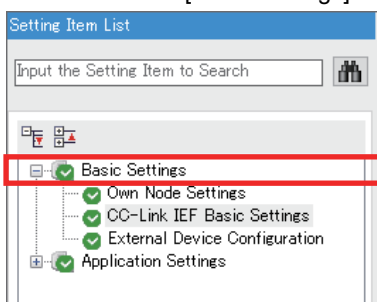 Setting Item List
Input the Setting Item to Search
Basic Settings
Own Node Settings
CC-Link IEF Basic Settings
External Device Configuration
Application Settings